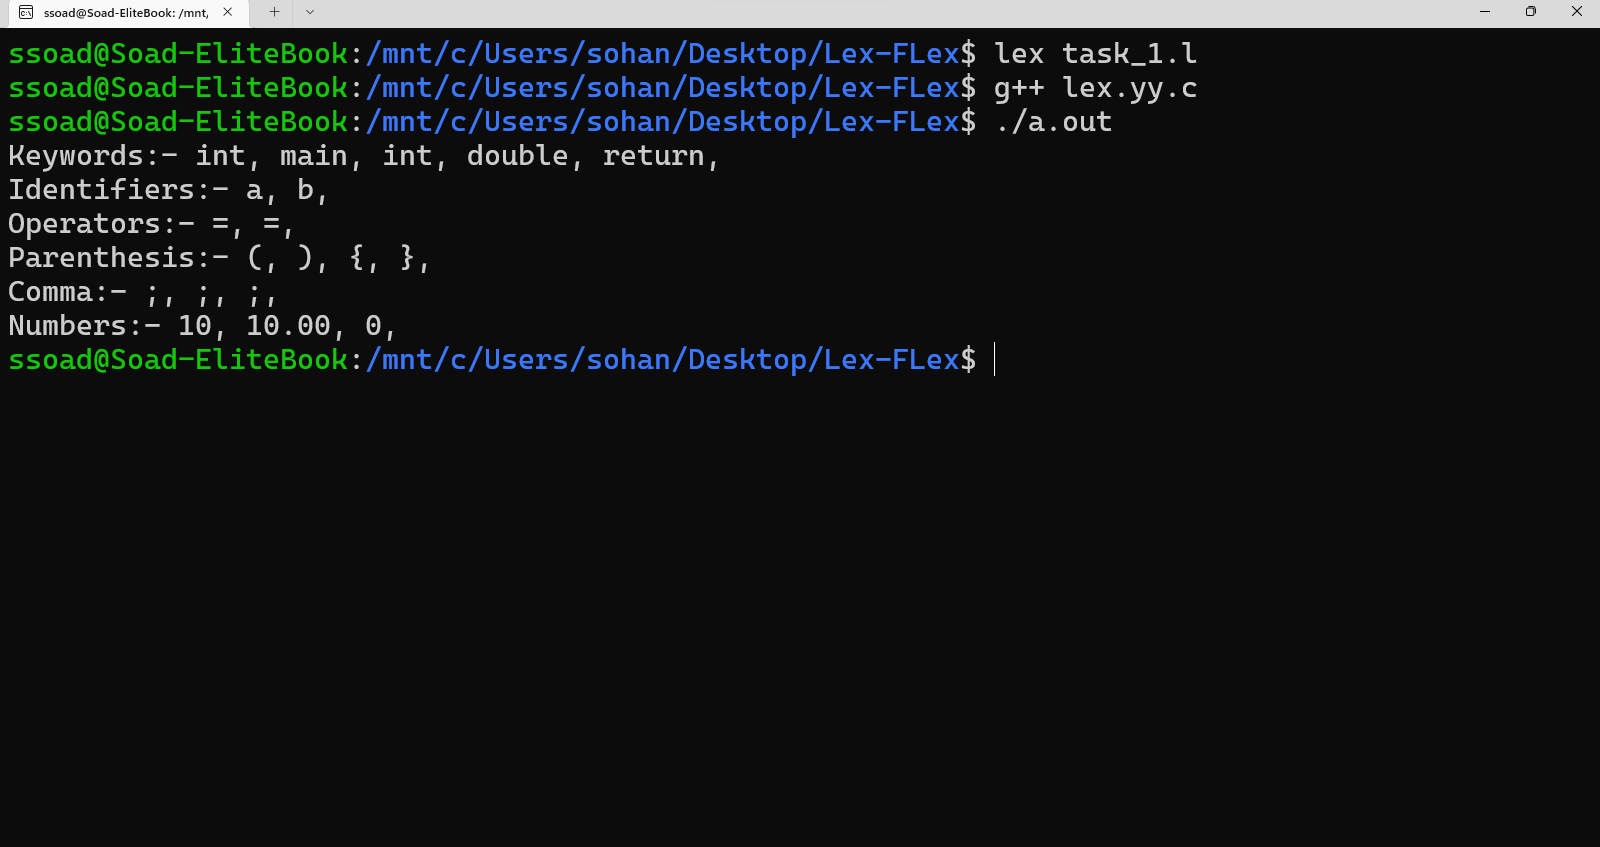 ssoad@Soad-EliteBook: /mnt/
ssoad@Soad-EliteBook:/mnt/c/Users/sohan/Desktop/Lex-FLex$ lex task_1.l
ssoad@Soad-EliteBook:/mnt/c/Users/sohan/Desktop/Lex-FLex$ g++ lex.yy.c
ssoad@Soad-EliteBook:/mnt/c/Users/sohan/Desktop/Lex-FLex$ ./a.out
Keywords:- int, main, int, double, return,
Identifiers:- a, b,
Operators:- =, =,
Parenthesis:- (, ), {, },
Comma:- ;, ;, ;,
Numbers:- 10, 10.00, 0,
ssoad@Soad-EliteBook:/mnt/c/Users/sohan/Desktop/Lex-FLex$